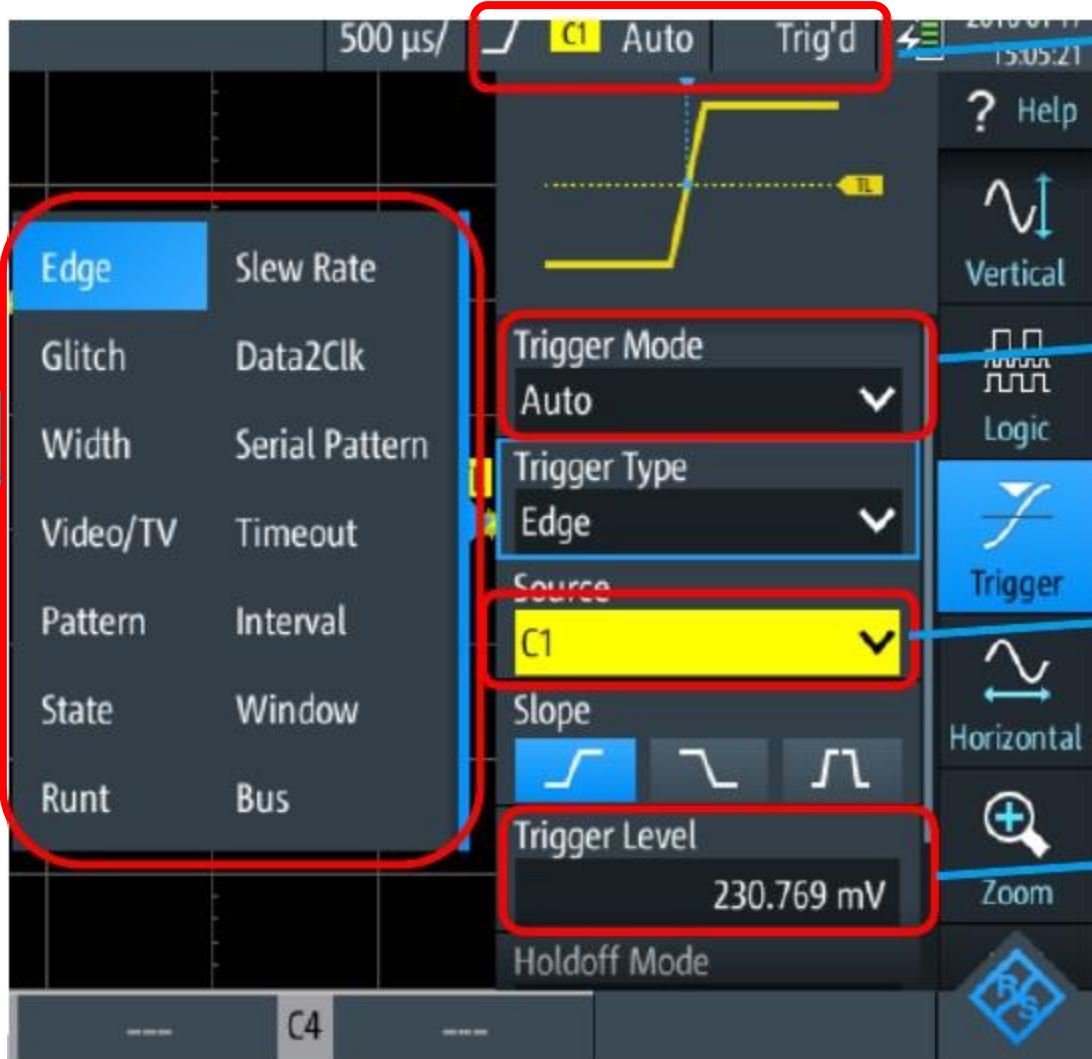 500 µs/ C1 Auto Trig'd
15:05:21
? Help
TL
Vertical
Edge Slew Rate
Glitch Data2Clk
Width Serial Pattern
Video/TV Timeout
Pattern Interval
State Window
Runt Bus
Trigger Mode
Auto
Trigger Type
Edge
Source
C1
Slope
Trigger Level
230.769 mV
Holdoff Mode
Logic
Trigger
Horizontal
Zoom
R&S
--- C4 ---